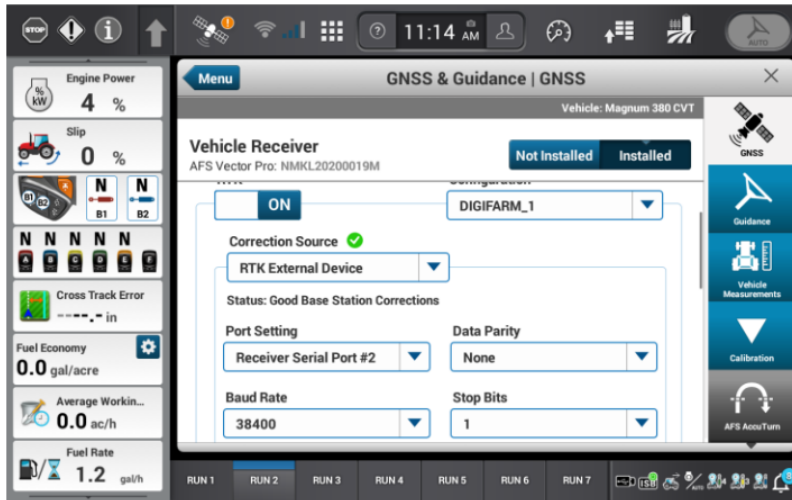 STOP
11:14 AM
AUTO
% kW
Engine Power
4 %
Slip
0 %
B1 B2
N
B1
N
B2
N N N N N
A B C D E F
Cross Track Error
----.- in
Fuel Economy
0.0 gal/acre
Average Workin...
0.0 ac/h
Fuel Rate
1.2 gal/h
Menu
GNSS & Guidance | GNSS
Vehicle: Magnum 380 CVT
Vehicle Receiver
AFS Vector Pro: NMKL20200019M
Not Installed
Installed
RTK
Configuration
ON
DIGIFARM_1
Correction Source
RTK External Device
Status: Good Base Station Corrections
Port Setting
Data Parity
Receiver Serial Port #2
None
Baud Rate
Stop Bits
38400
1
GNSS
Guidance
Vehicle
Measurements
Calibration
AFS AccuTurn
RUN 1
RUN 2
RUN 3
RUN 4
RUN 5
RUN 6
RUN 7
ISB